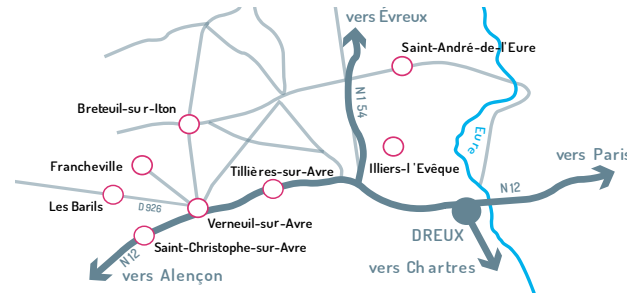 vers Évreux
Saint-André-de-l'Eure
N154
Breteuil-sur-Iton
Eure
Francheville
Tillières-sur-Avre
Illiers-l'Evêque
vers Paris
N12
Les Barils
D926
Verneuil-sur-Avre
DREUX
Saint-Christophe-sur-Avre
N12
vers Alençon
vers Chartres